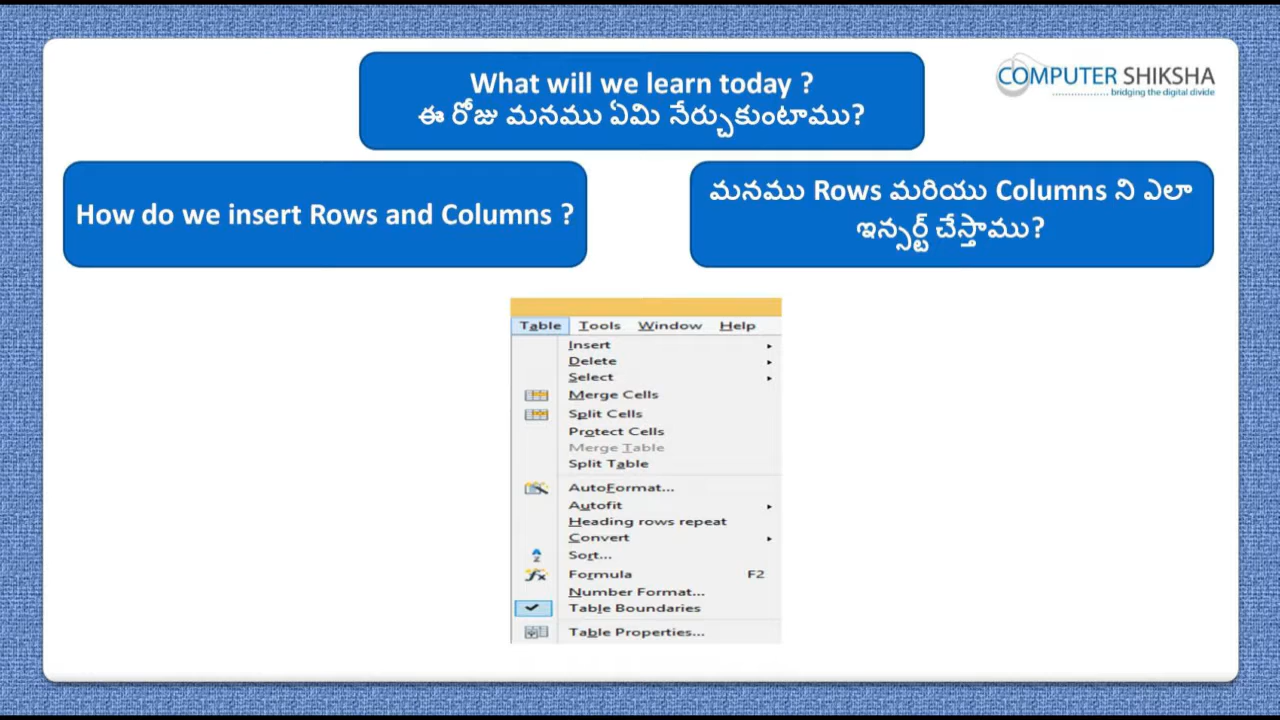 What will we learn today ?
ఈ రోజు మనము ఏమి నేర్చుకుంటాము?
COMPUTER SHIKSHA
bridging the digital divide
How do we insert Rows and Columns ?
మనము Rows మరియు Columns ని ఎలా
ఇన్సర్ట్ చేస్తాము?
Table Tools Window Help
Insert
Delete
Select
Merge Cells
Split Cells
Protect Cells
Merge Table
Split Table
AutoFormat...
Autofit
Heading rows repeat
Convert
Sort...
Formula F2
Number Format...
Table Boundaries
Table Properties...